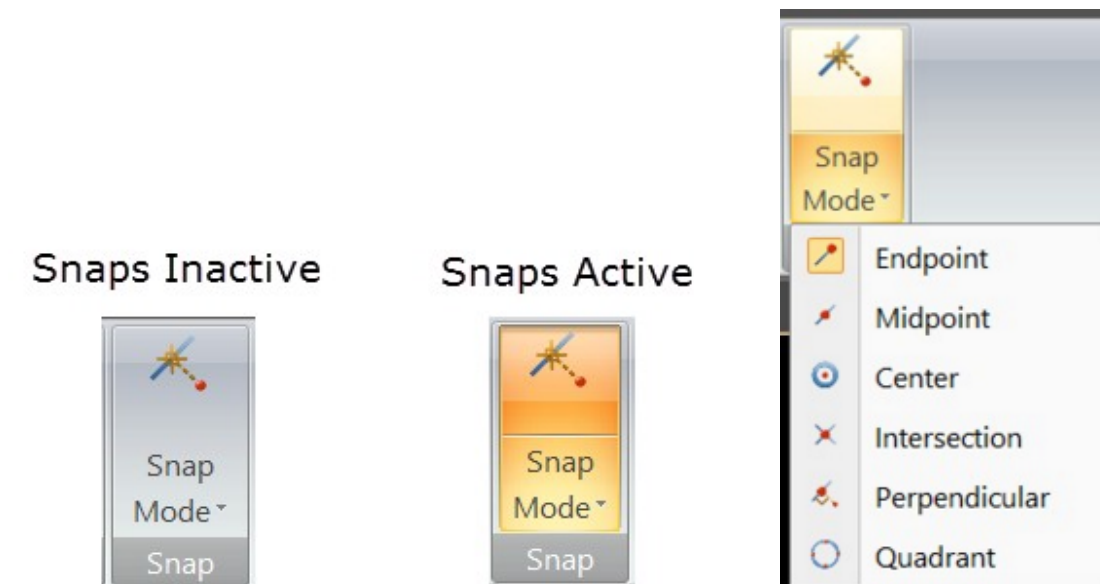 Snaps Inactive
Snap
Mode
Snap
Snaps Active
Snap
Mode
Snap
Snap
Mode
Endpoint
Midpoint
Center
Intersection
Perpendicular
Quadrant